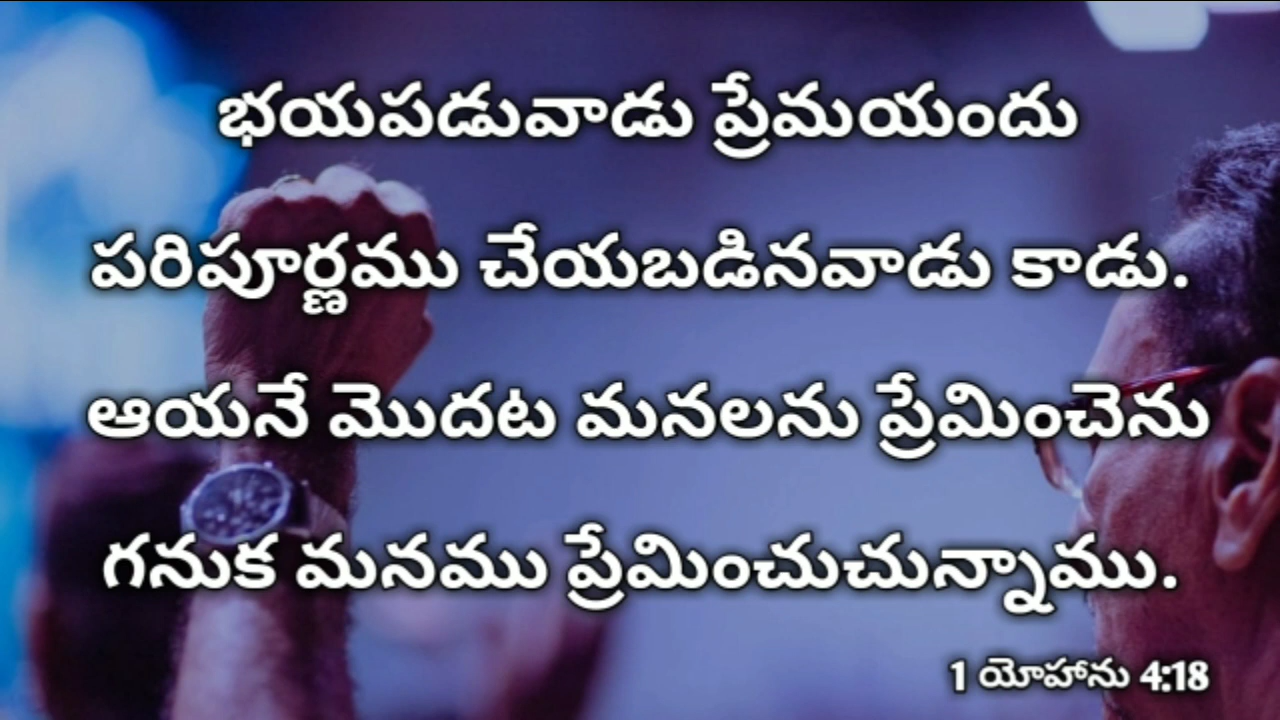 భయపడువాడు ప్రేమయందు
పరిపూర్ణము చేయబడినవాడు కాడు.
ఆయనే మొదట మనలను ప్రేమించెను
గనుక మనము ప్రేమించుచున్నాము.
1 యోహాను 4:18